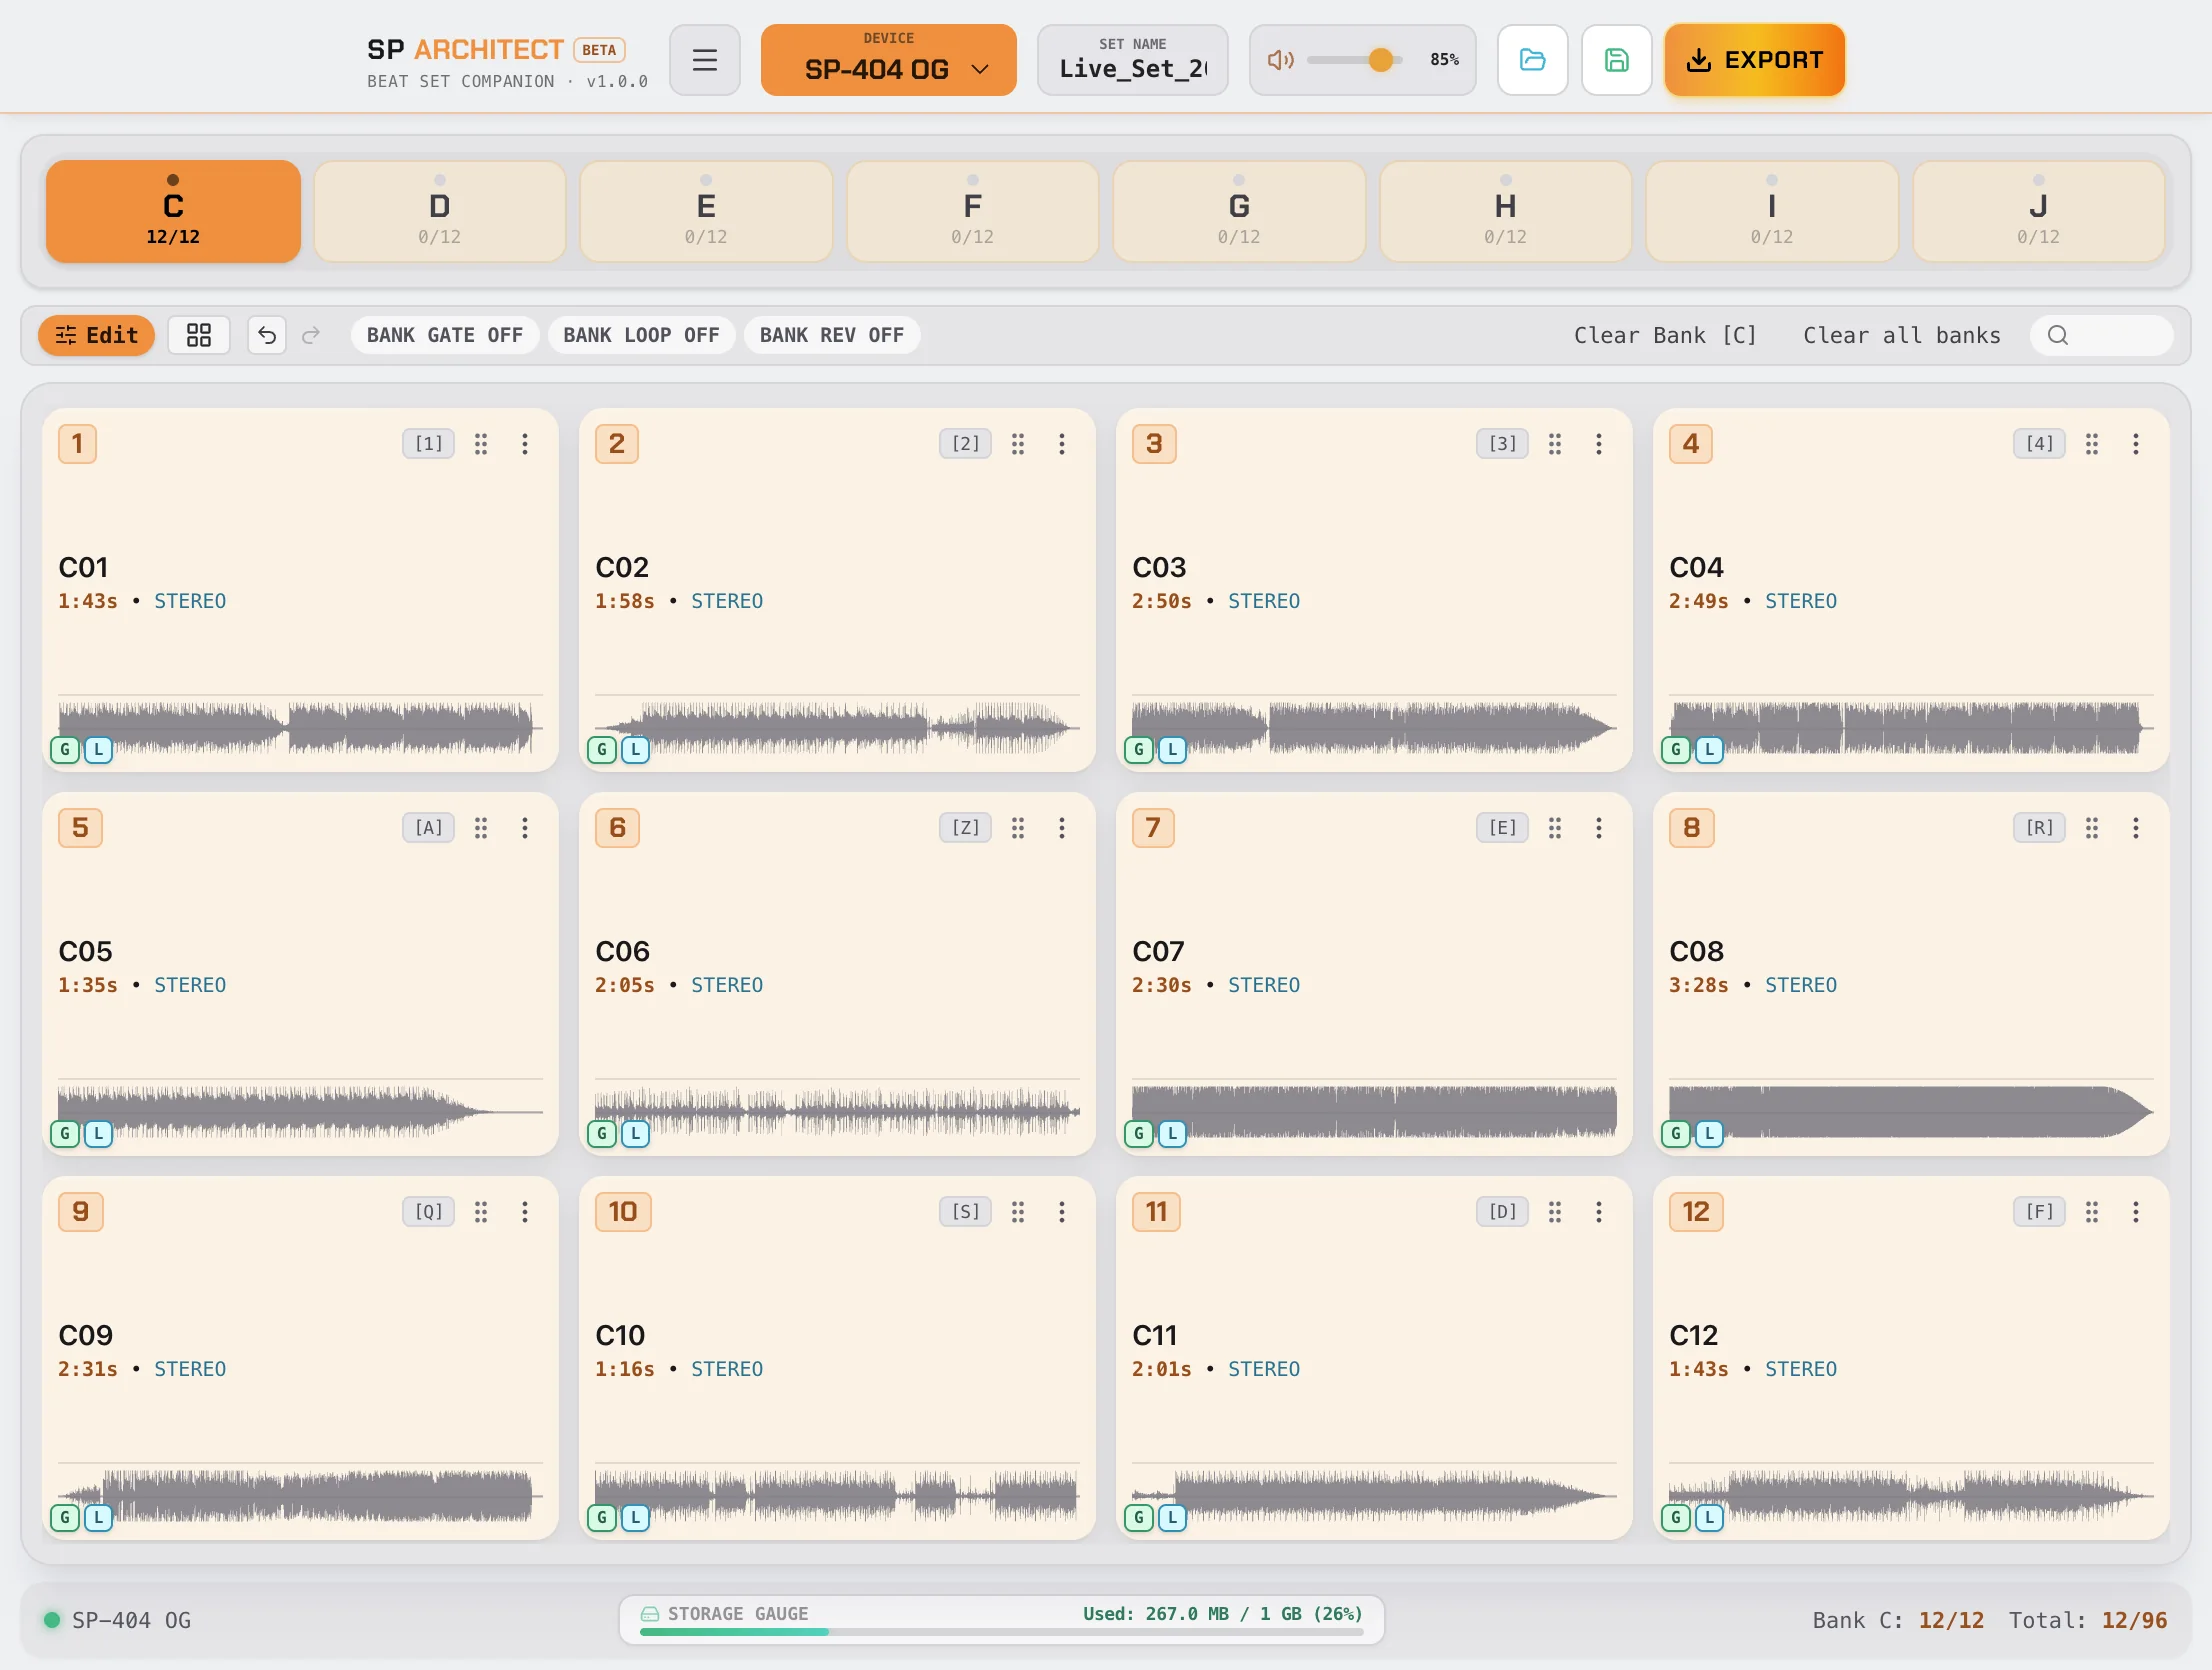 SP ARCHITECT BETA
BEAT SET COMPANION · v1.0.0
DEVICE
SP-404 OG
SET NAME
Live_Set_2
85%
EXPORT
C
12/12
D
0/12
E
0/12
F
0/12
G
0/12
H
0/12
I
0/12
J
0/12
Edit
BANK GATE OFF
BANK LOOP OFF
BANK REV OFF
Clear Bank [C]
Clear all banks
1 [1]
C01
1:43s • STEREO
G L
2 [2]
C02
1:58s • STEREO
G L
3 [3]
C03
2:50s • STEREO
G L
4 [4]
C04
2:49s • STEREO
G L
5 [A]
C05
1:35s • STEREO
G L
6 [Z]
C06
2:05s • STEREO
G L
7 [E]
C07
2:30s • STEREO
G L
8 [R]
C08
3:28s • STEREO
G L
9 [Q]
C09
2:31s • STEREO
G L
10 [S]
C10
1:16s • STEREO
G L
11 [D]
C11
2:01s • STEREO
G L
12 [F]
C12
1:43s • STEREO
G L
SP-404 OG
STORAGE GAUGE
Used: 267.0 MB / 1 GB (26%)
Bank C: 12/12 Total: 12/96